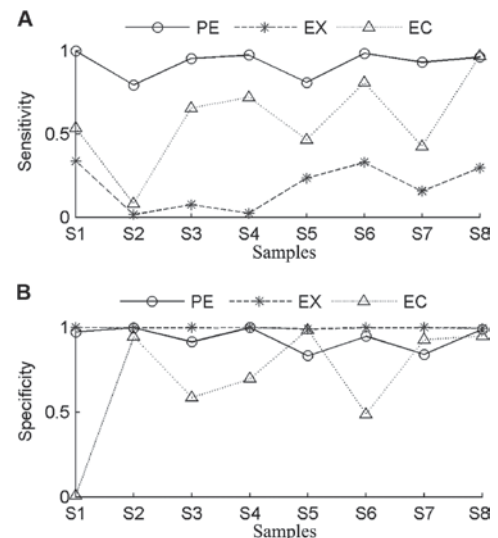 A
PE EX EC
1
0.5
0
Sensitivity
S1 S2 S3 S4 S5 S6 S7 S8
Samples
B
PE EX EC
1
0.5
0
Specificity
S1 S2 S3 S4 S5 S6 S7 S8
Samples